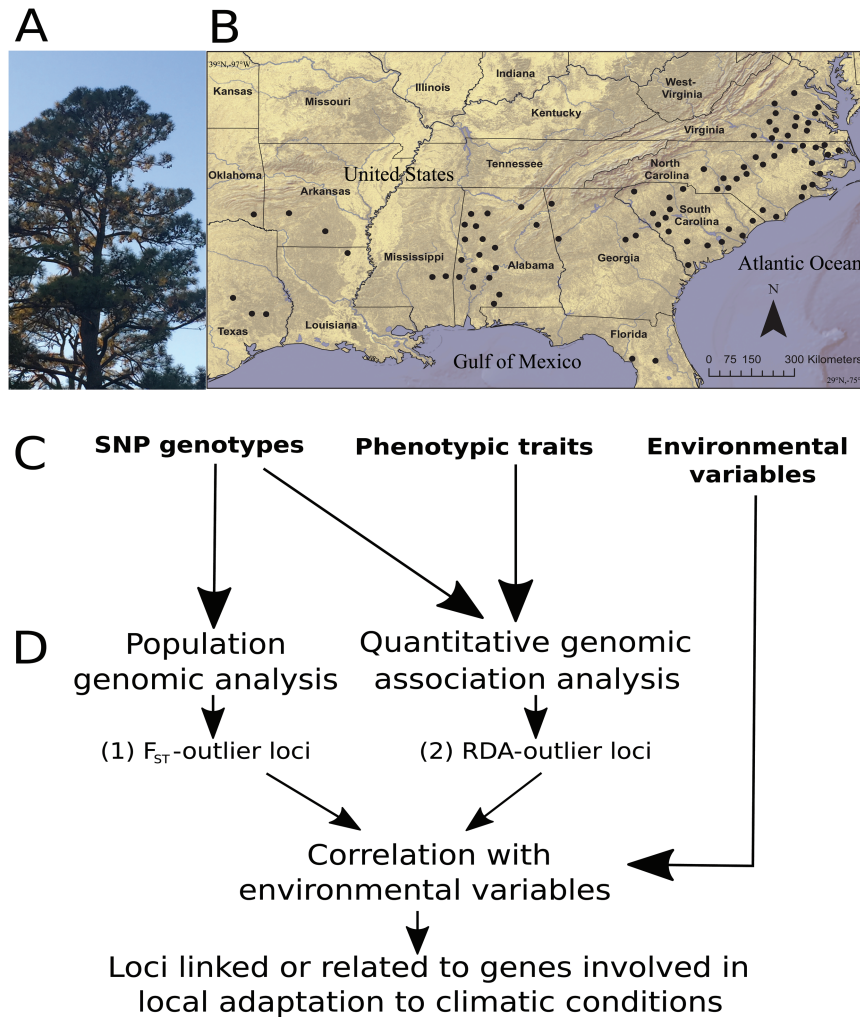 A
B
39°N,-97°W
Kansas
Missouri
Illinois
Indiana
West-
Virginia
Kentucky
Virginia
Oklahoma
Arkansas
United States
Tennessee
North
Carolina
South
Carolina
Mississippi
Alabama
Georgia
Atlantic Ocean
Texas
Louisiana
Florida
Gulf of Mexico
N
0 75 150 300 Kilometers
29°N,-75°
C
SNP genotypes
Phenotypic traits
Environmental
variables
D
Population
genomic analysis
Quantitative genomic
association analysis
(1) FST-outlier loci
(2) RDA-outlier loci
Correlation with
environmental variables
Loci linked or related to genes involved in
local adaptation to climatic conditions